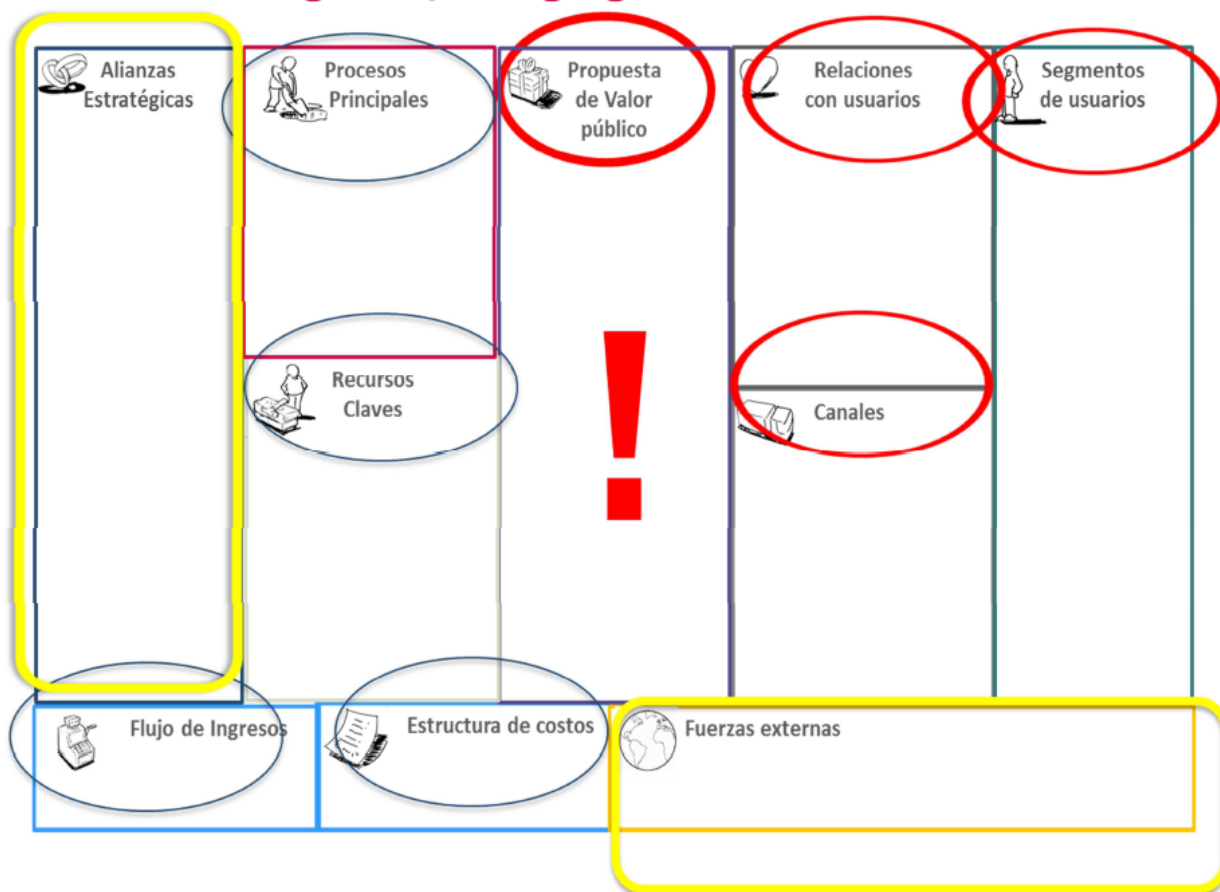 Alianzas
Estratégicas
Procesos
Principales
Propuesta
de Valor
público
Relaciones
con usuarios
Segmentos
de usuarios
Recursos
Claves
!
Canales
Flujo de Ingresos
Estructura de costos
Fuerzas externas